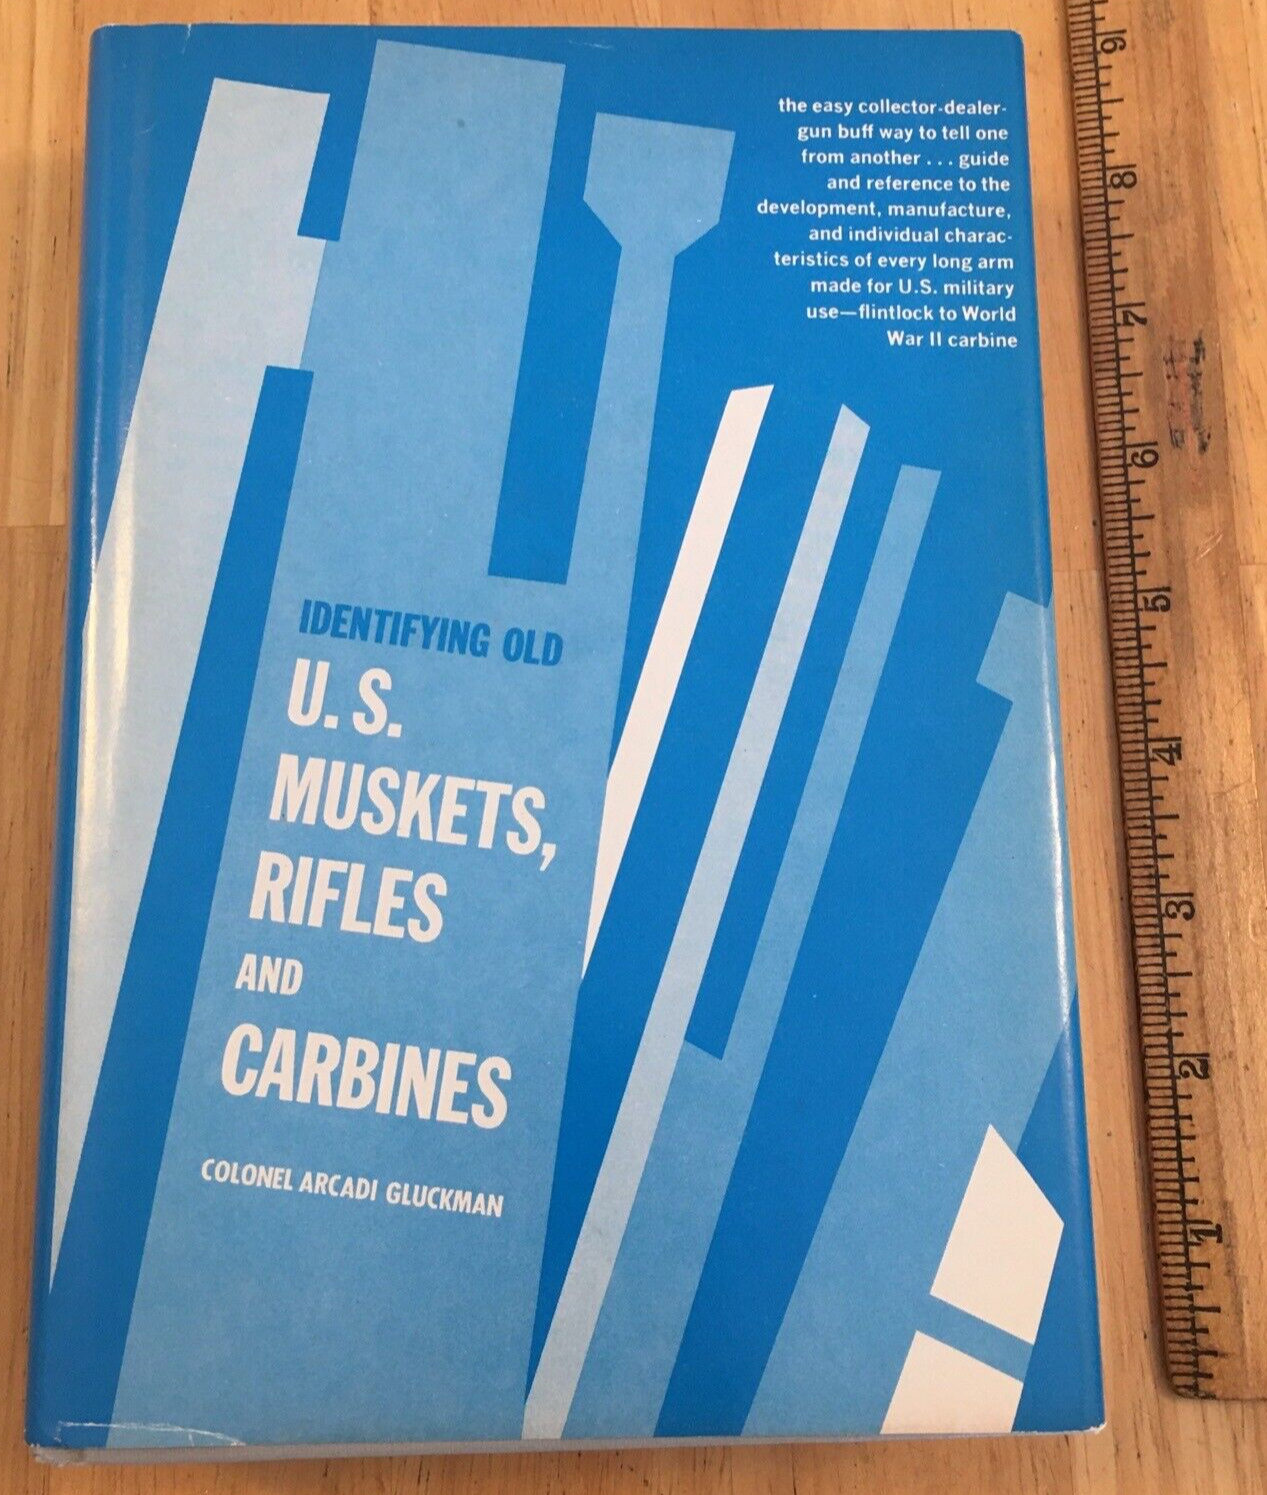 the easy collector-dealer-
gun buff way to tell one
from another . . . guide
and reference to the
development, manufacture,
and individual charac-
teristics of every long arm
made for U.S. military
use—flintlock to World
War II carbine
IDENTIFYING OLD
U. S.
MUSKETS,
RIFLES
AND
CARBINES
COLONEL ARCADI GLUCKMAN
9
8
7
6
5
4
3
2
1